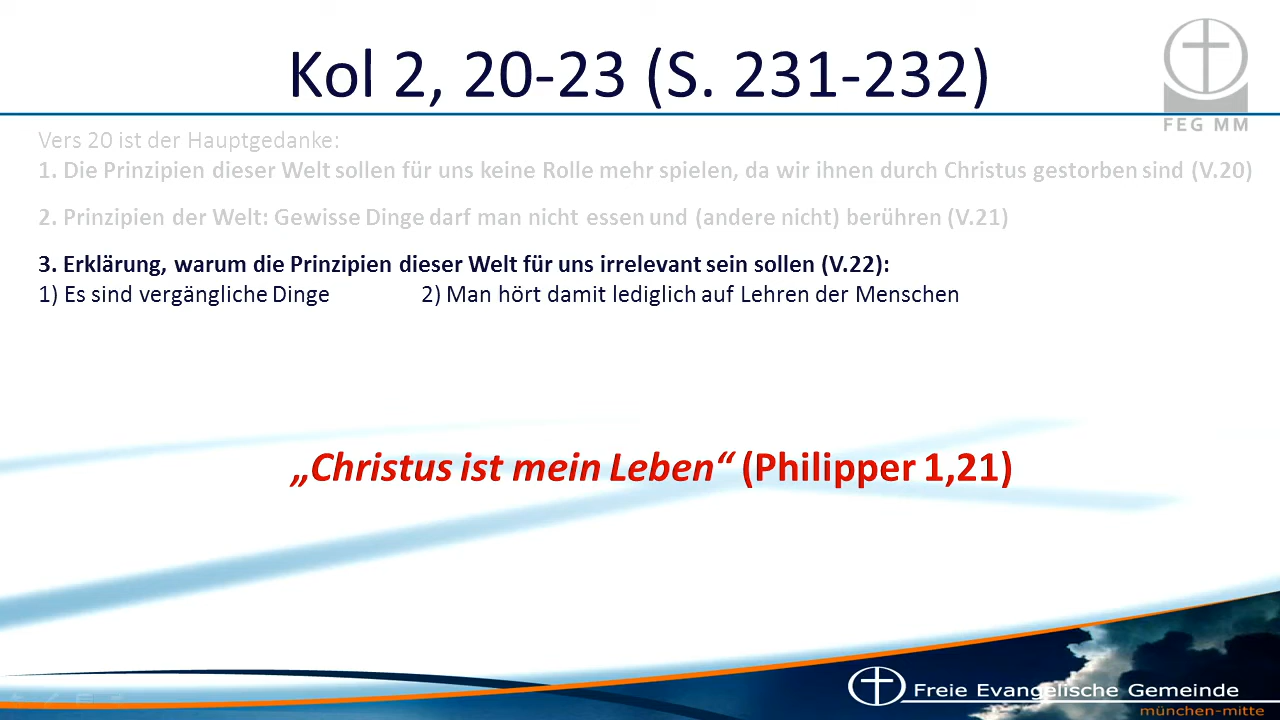 Kol 2, 20-23 (S. 231-232)
FEG MM
Vers 20 ist der Hauptgedanke:
1. Die Prinzipien dieser Welt sollen für uns keine Rolle mehr spielen, da wir ihnen durch Christus gestorben sind (V.20)
2. Prinzipien der Welt: Gewisse Dinge darf man nicht essen und (andere nicht) berühren (V.21)
3. Erklärung, warum die Prinzipien dieser Welt für uns irrelevant sein sollen (V.22):
1) Es sind vergängliche Dinge 2) Man hört damit lediglich auf Lehren der Menschen
„Christus ist mein Leben“ (Philipper 1,21)
Freie Evangelische Gemeinde
münchen-mitte